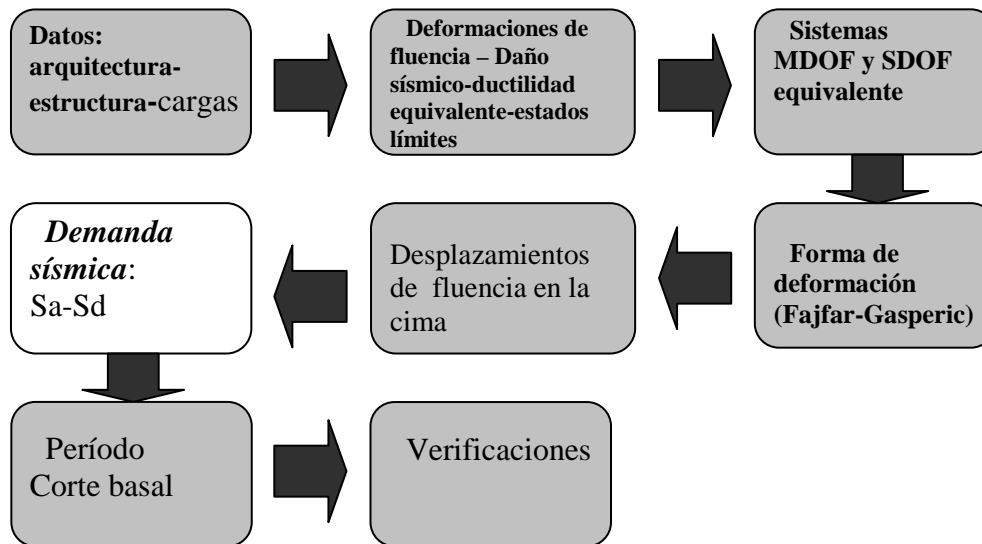 Datos:
arquitectura-
estructura-cargas
Deformaciones de
fluencia – Daño
sísmico-ductilidad
equivalente-estados
límites
Sistemas
MDOF y SDOF
equivalente
Forma de
deformación
(Fajfar-Gasperic)
Desplazamientos
de fluencia en la
cima
Demanda
sísmica:
Sa-Sd
Período
Corte basal
Verificaciones